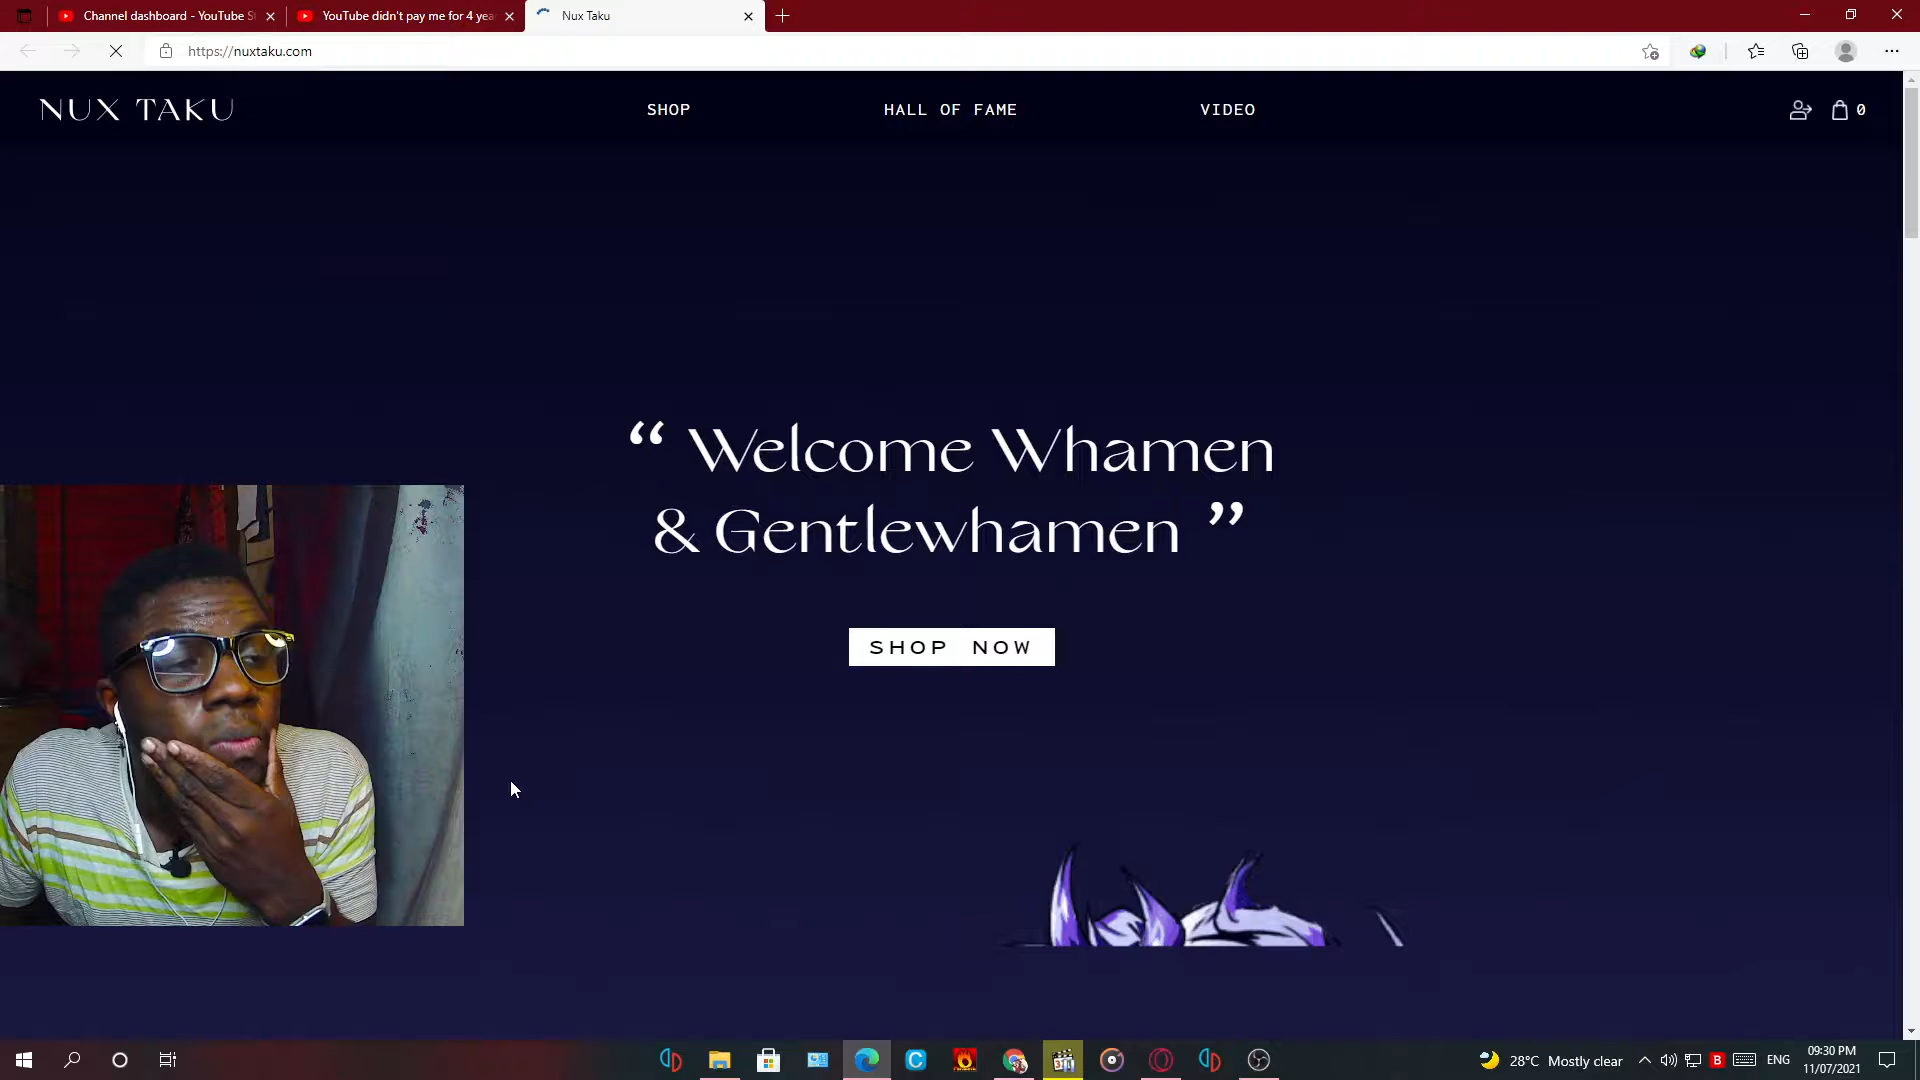 Channel dashboard - YouTube S
YouTube didn't pay me for 4 yea
Nux Taku
https://nuxtaku.com
NUX TAKU
SHOP
HALL OF FAME
VIDEO
0
“ Welcome Whamen
& Gentlewhamen ”
SHOP NOW
28°C Mostly clear
ENG
09:30 PM
11/07/2021